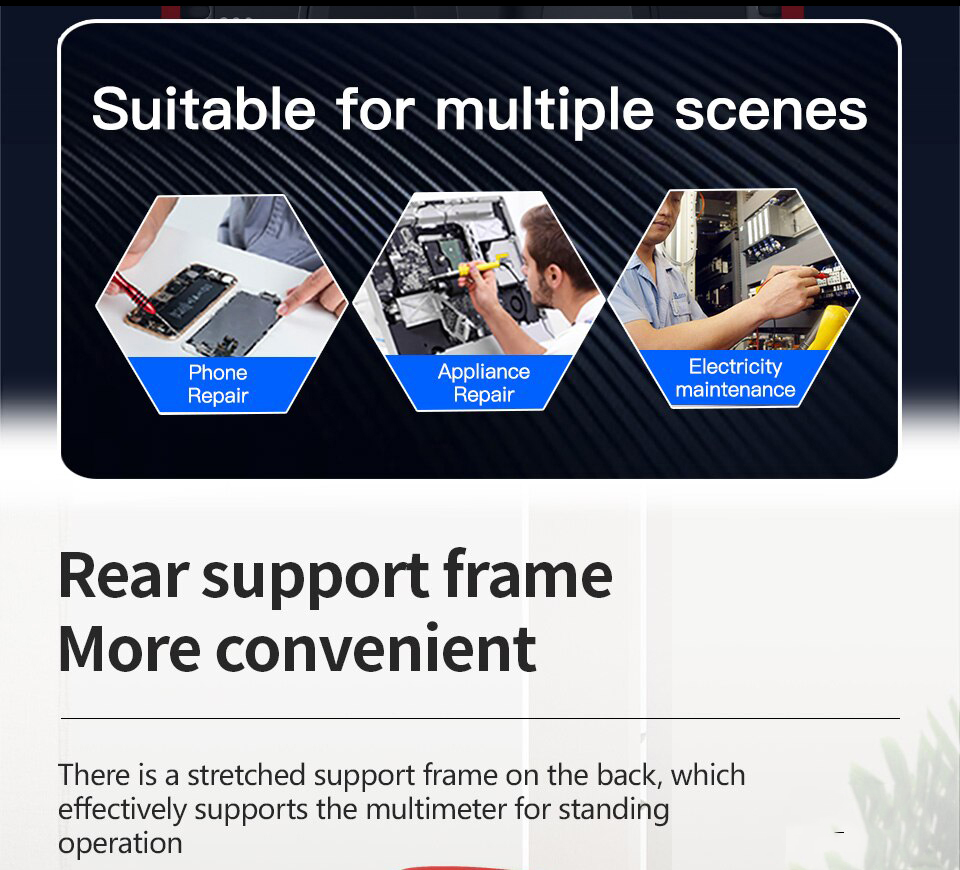 Suitable for multiple scenes
Phone
Repair
Appliance
Repair
Electricity
maintenance
Rear support frame
More convenient
There is a stretched support frame on the back, which
effectively supports the multimeter for standing
operation